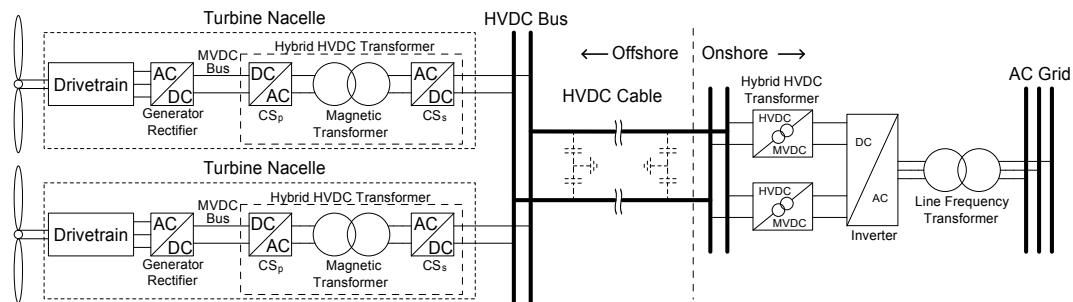 Turbine Nacelle
Hybrid HVDC Transformer
MVDC
Bus
Drivetrain
AC
DC
Generator
Rectifier
DC
AC
CSp
Magnetic
Transformer
AC
DC
CSs
Turbine Nacelle
Hybrid HVDC Transformer
MVDC
Bus
Drivetrain
AC
DC
Generator
Rectifier
DC
AC
CSp
Magnetic
Transformer
AC
DC
CSs
HVDC Bus
← Offshore
Onshore →
HVDC Cable
Hybrid HVDC
Transformer
HVDC
MVDC
HVDC
MVDC
DC
AC
Inverter
Line Frequency
Transformer
AC Grid